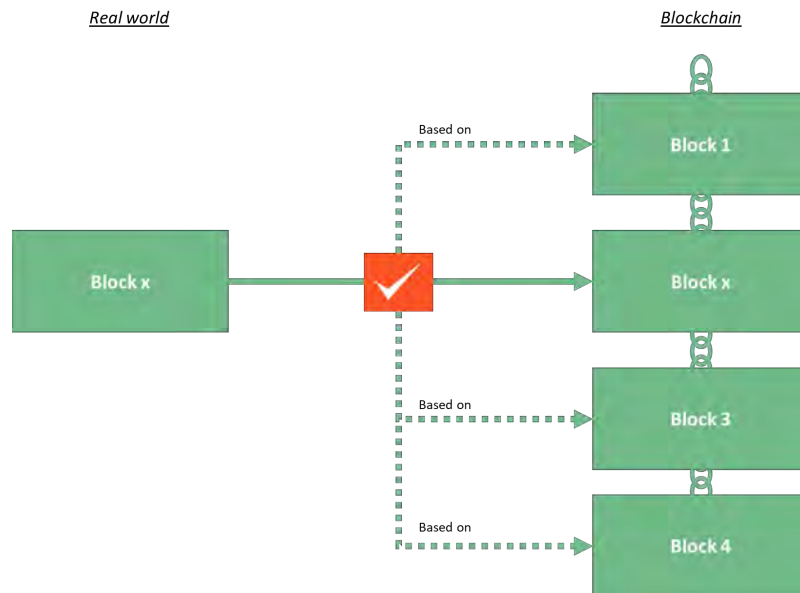 Real world
Blockchain
Based on
Block 1
Block x
Block x
Based on
Block 3
Based on
Block 4